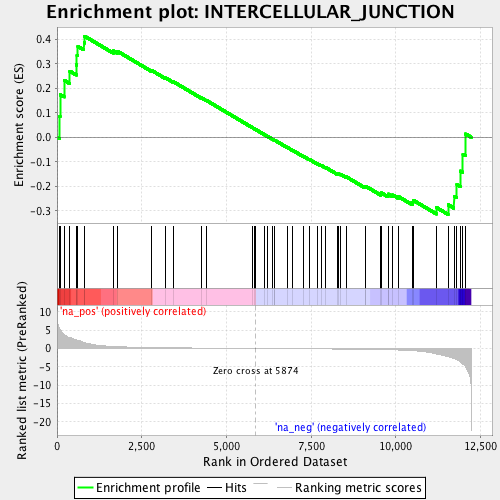 Enrichment plot: INTERCELLULAR_JUNCTION
Enrichment score (ES)
0.4
0.3
0.2
0.1
0.0
-0.1
-0.2
-0.3
'na_pos' (positively correlated)
Ranked list metric (PreRanked)
10
5
0
-5
-10
-15
-20
Zero cross at 5874
'na_neg' (negatively correlated)
0
2,500
5,000
7,500
10,000
12,500
Rank in Ordered Dataset
Enrichment profile
Hits
Ranking metric scores